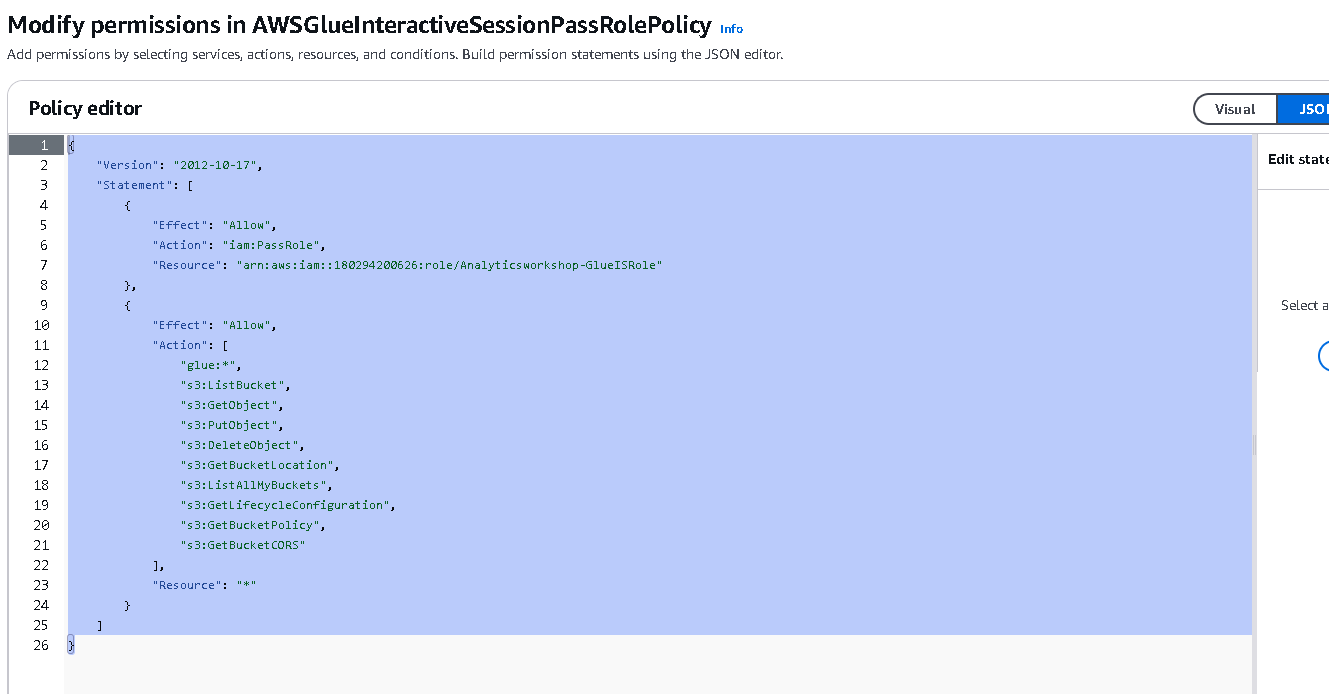 Modify permissions in AWSGlueInteractiveSessionPassRolePolicy Info
Add permissions by selecting services, actions, resources, and conditions. Build permission statements using the JSON editor.
Policy editor
Visual
JSO
1 {
2 "Version": "2012-10-17",
3 "Statement": [
4 {
5 "Effect": "Allow",
6 "Action": "iam:PassRole",
7 "Resource": "arn:aws:iam::180294200626:role/Analyticsworkshop-GlueISRole"
8 },
9 {
10 "Effect": "Allow",
11 "Action": [
12 "glue:*",
13 "s3:ListBucket",
14 "s3:GetObject",
15 "s3:PutObject",
16 "s3:DeleteObject",
17 "s3:GetBucketLocation",
18 "s3:ListAllMyBuckets",
19 "s3:GetLifecycleConfiguration",
20 "s3:GetBucketPolicy",
21 "s3:GetBucketCORS"
22 ],
23 "Resource": "*"
24 }
25 ]
26 }
Edit state
Select a